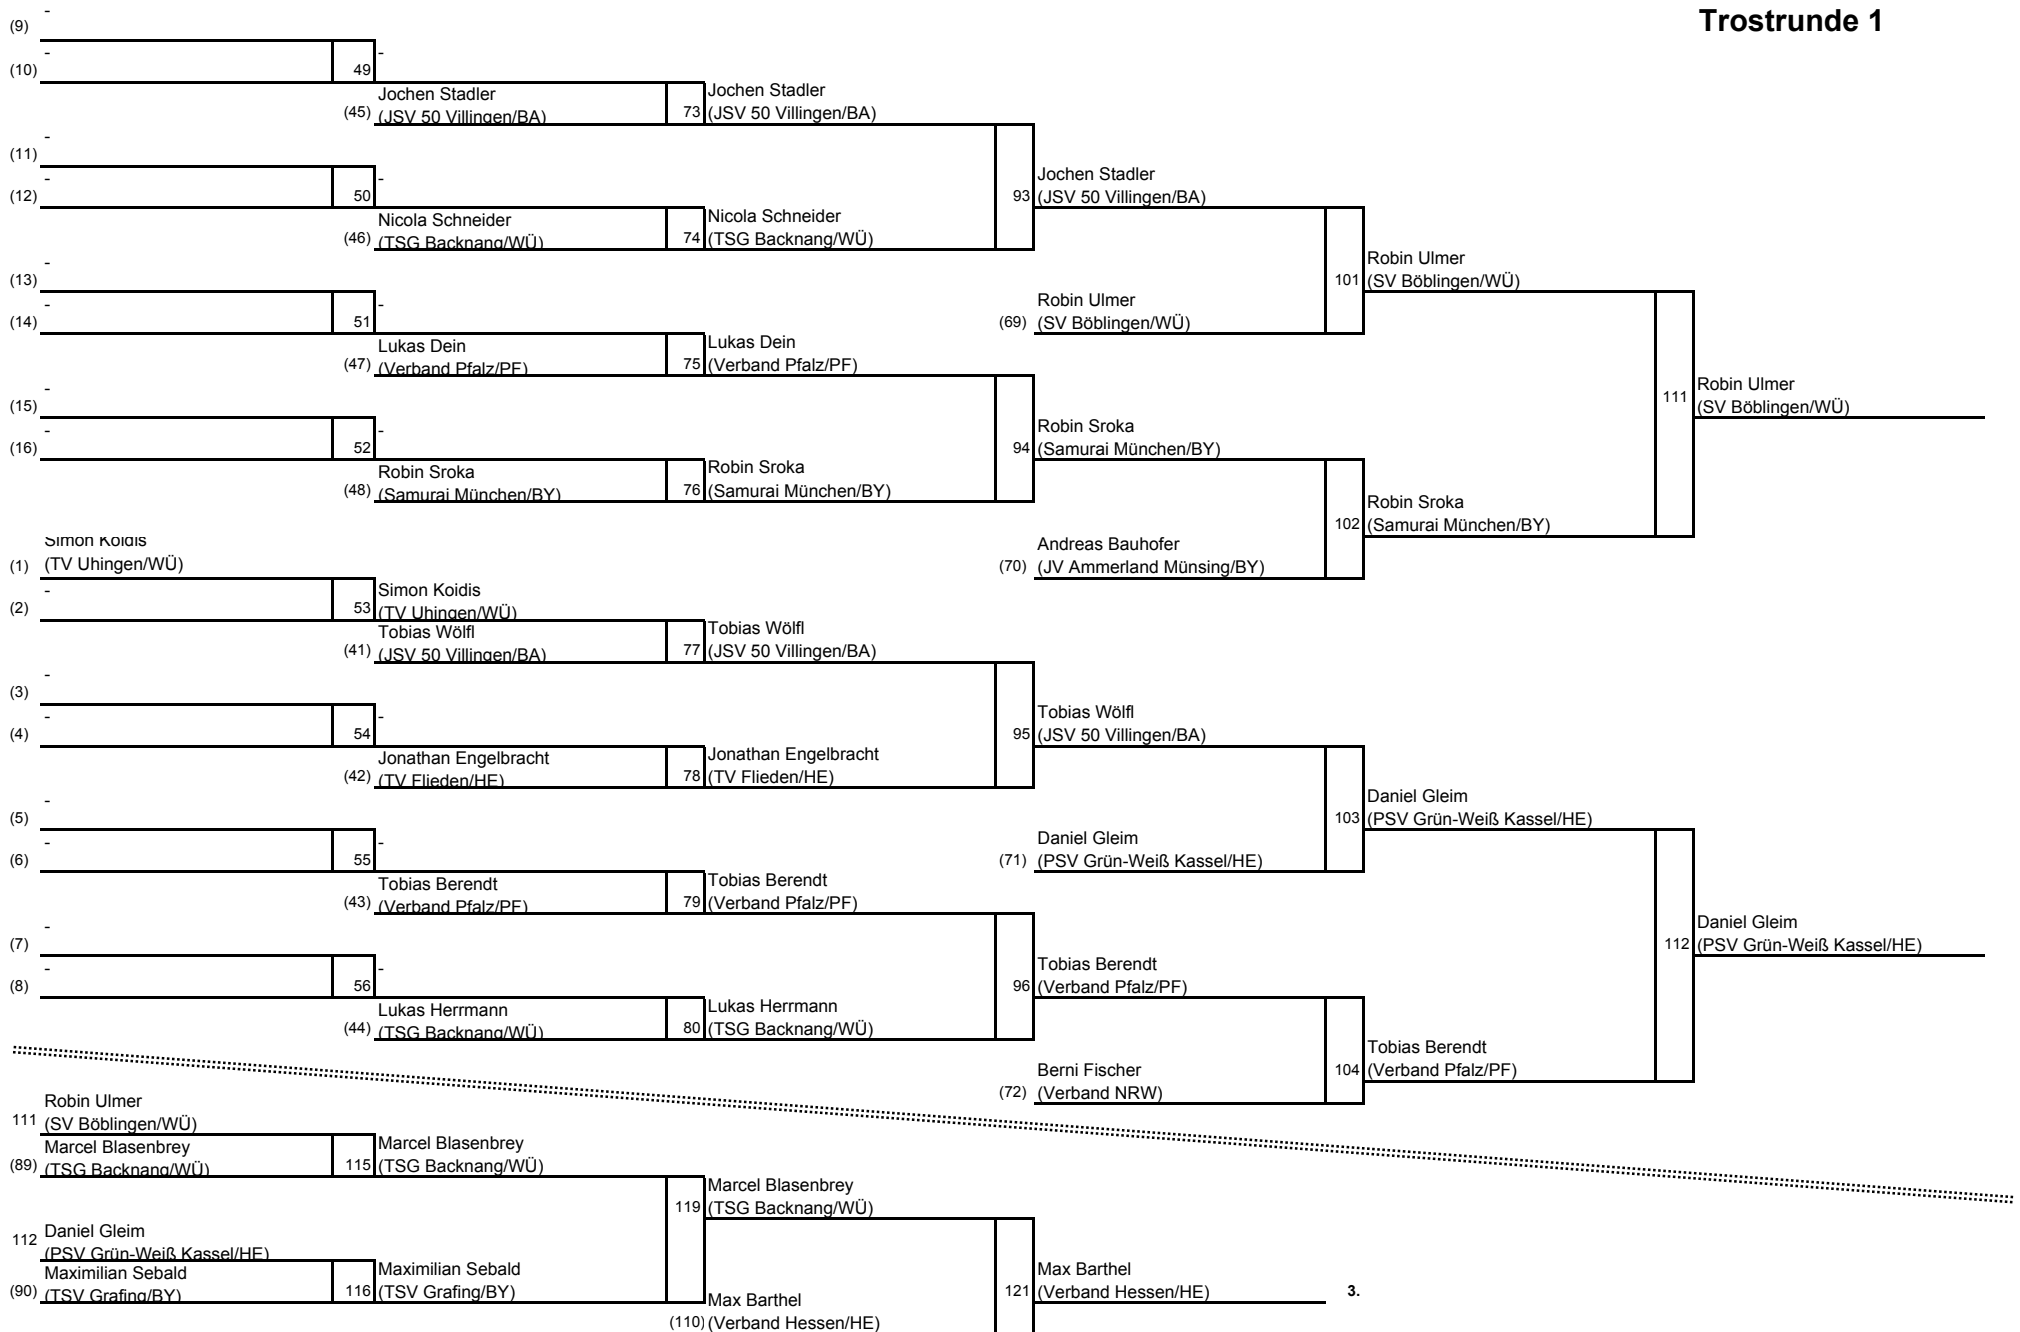 Trostrunde 1
-
(9)
-
(10)
49
-
Jochen Stadler
(45) (JSV 50 Villingen/BA)
73
Jochen Stadler
(JSV 50 Villingen/BA)
-
(11)
-
(12)
50
-
Nicola Schneider
(46) (TSG Backnang/WÜ)
74
Nicola Schneider
(TSG Backnang/WÜ)
93
Jochen Stadler
(JSV 50 Villingen/BA)
-
(13)
-
(14)
51
-
Lukas Dein
(47) (Verband Pfalz/PF)
75
Lukas Dein
(Verband Pfalz/PF)
Robin Ulmer
(69) (SV Böblingen/WÜ)
101
Robin Ulmer
(SV Böblingen/WÜ)
-
(15)
-
(16)
52
-
Robin Sroka
(48) (Samurai München/BY)
76
Robin Sroka
(Samurai München/BY)
94
Robin Sroka
(Samurai München/BY)
111
Robin Ulmer
(SV Böblingen/WÜ)
Andreas Bauhofer
(70) (JV Ammerland Münsing/BY)
102
Robin Sroka
(Samurai München/BY)
Simon Koidis
(1) (TV Uhingen/WÜ)
-
(2)
53
Simon Koidis
(TV Uhingen/WÜ)
Tobias Wölfl
(41) (JSV 50 Villingen/BA)
77
Tobias Wölfl
(JSV 50 Villingen/BA)
-
(3)
-
(4)
54
-
Jonathan Engelbracht
(42) (TV Flieden/HE)
78
Jonathan Engelbracht
(TV Flieden/HE)
95
Tobias Wölfl
(JSV 50 Villingen/BA)
-
(5)
-
(6)
55
-
Tobias Berendt
(43) (Verband Pfalz/PF)
79
Tobias Berendt
(Verband Pfalz/PF)
Daniel Gleim
(71) (PSV Grün-Weiß Kassel/HE)
103
Daniel Gleim
(PSV Grün-Weiß Kassel/HE)
-
(7)
-
(8)
56
-
Lukas Herrmann
(44) (TSG Backnang/WÜ)
80
Lukas Herrmann
(TSG Backnang/WÜ)
96
Tobias Berendt
(Verband Pfalz/PF)
112
Daniel Gleim
(PSV Grün-Weiß Kassel/HE)
Berni Fischer
(72) (Verband NRW)
104
Tobias Berendt
(Verband Pfalz/PF)
Robin Ulmer
111 (SV Böblingen/WÜ)
Marcel Blasenbrey
(89) (TSG Backnang/WÜ)
115
Marcel Blasenbrey
(TSG Backnang/WÜ)
Daniel Gleim
112 (PSV Grün-Weiß Kassel/HE)
Maximilian Sebald
(90) (TSV Grafing/BY)
116
Maximilian Sebald
(TSV Grafing/BY)
119
Marcel Blasenbrey
(TSG Backnang/WÜ)
Max Barthel
(110) (Verband Hessen/HE)
121
Max Barthel
(Verband Hessen/HE)
3.